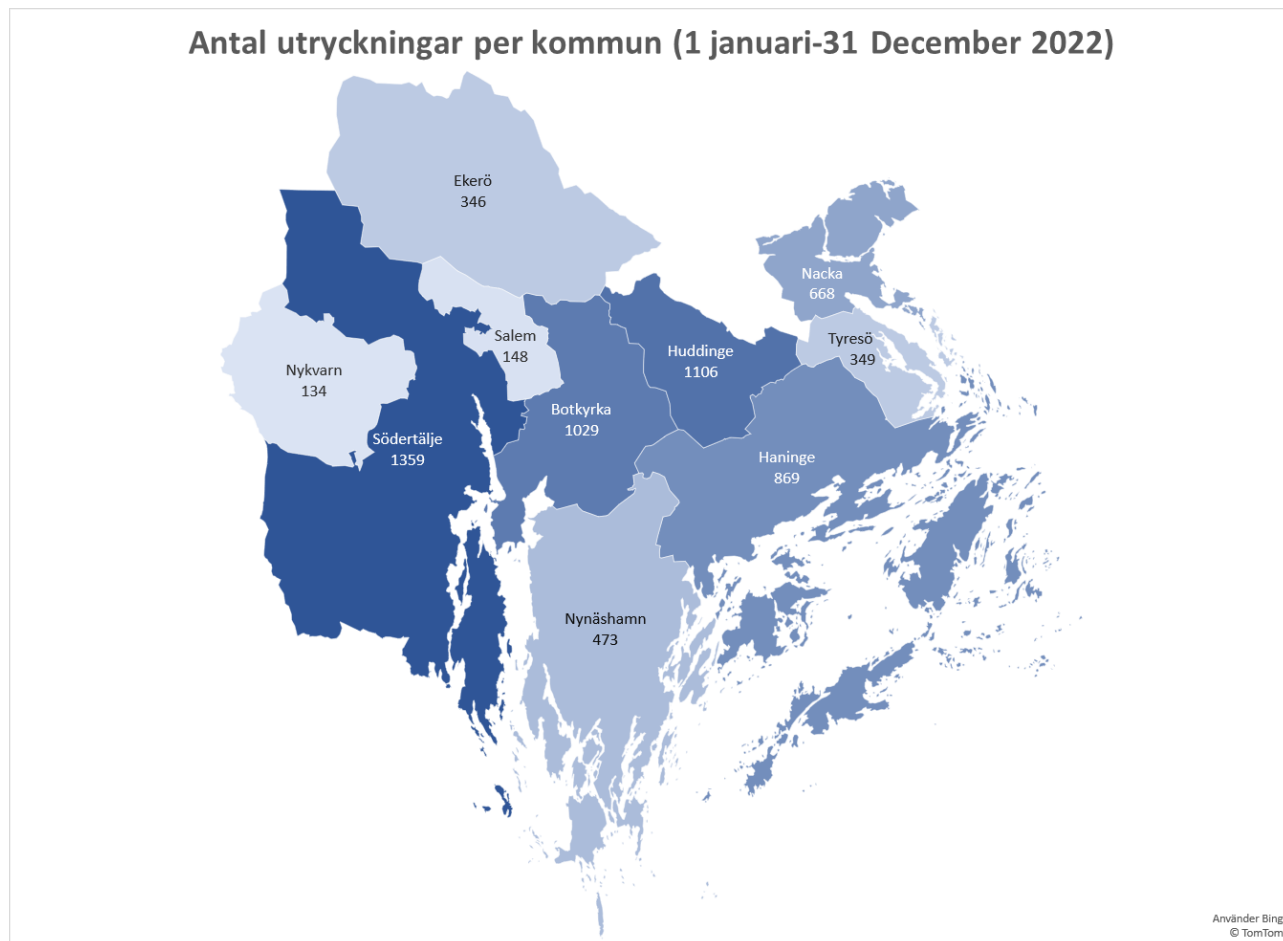 Antal utryckningar per kommun (1 januari-31 December 2022)
Ekerö
346
Nacka
668
Salem
148
Huddinge
1106
Tyresö
349
Nykvarn
134
Botkyrka
1029
Södertälje
1359
Haninge
869
Nynäshamn
473
Använder Bing
© TomTom